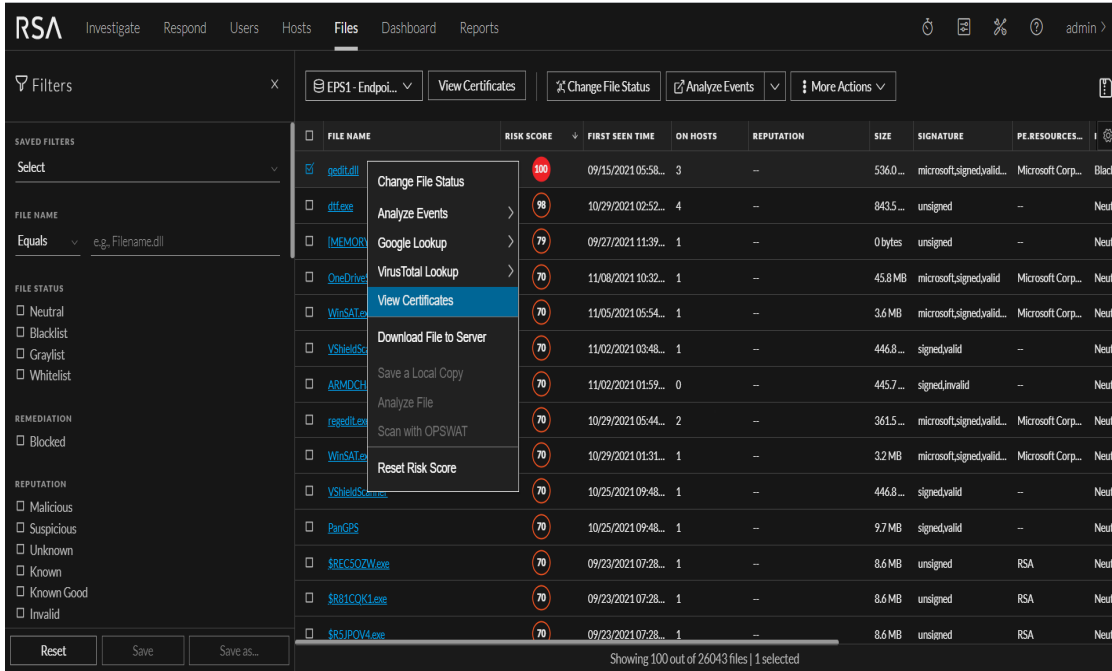 RSA Investigate Respond Users Hosts Files Dashboard Reports admin
Filters X
SAVED FILTERS
Select
FILE NAME
Equals e.g., Filename.dll
FILE STATUS
Neutral
Blacklist
Graylist
Whitelist
REMEDIATION
Blocked
REPUTATION
Malicious
Suspicious
Unknown
Known
Known Good
Invalid
Reset Save Save as...
EPS1 - Endpoi... View Certificates Change File Status Analyze Events More Actions
FILE NAME RISK SCORE FIRST SEEN TIME ON HOSTS REPUTATION SIZE SIGNATURE PE.RESOURCES...
qedit.dll 100 09/15/2021 05:58... 3 -- 536.0... microsoft,signed,valid... Microsoft Corp... Blac
dtf.exe 98 10/29/2021 02:52... 4 -- 843.5... unsigned -- Neut
[MEMORY 79 09/27/2021 11:39... 1 -- 0 bytes unsigned -- Neut
OneDriveS 70 11/08/2021 10:32... 1 -- 45.8 MB microsoft,signed,valid Microsoft Corp... Neut
WinSAT.ex 70 11/05/2021 05:54... 1 -- 3.6 MB microsoft,signed,valid... Microsoft Corp... Neut
VShieldSca 70 11/02/2021 03:48... 1 -- 446.8... signed,valid -- Neut
ARMDCH 70 11/02/2021 01:59... 0 -- 445.7... signed,invalid -- Neut
regedit.exe 70 10/29/2021 05:44... 2 -- 361.5... microsoft,signed,valid... Microsoft Corp... Neut
WinSAT.ex 70 10/29/2021 01:31... 1 -- 3.2 MB microsoft,signed,valid... Microsoft Corp... Neut
VShieldScanner 70 10/25/2021 09:48... 1 -- 446.8... signed,valid -- Neut
PanGPS 70 10/25/2021 09:48... 1 -- 9.7 MB signed,valid -- Neut
$REC5OZW.exe 70 09/23/2021 07:28... 1 -- 8.6 MB unsigned RSA Neut
$R81CQK1.exe 70 09/23/2021 07:28... 1 -- 8.6 MB unsigned RSA Neut
$R5JPOV4.exe 70 09/23/2021 07:28... 1 -- 8.6 MB unsigned RSA Neut
Change File Status
Analyze Events
Google Lookup
VirusTotal Lookup
View Certificates
Download File to Server
Save a Local Copy
Analyze File
Scan with OPSWAT
Reset Risk Score
Showing 100 out of 26043 files | 1 selected